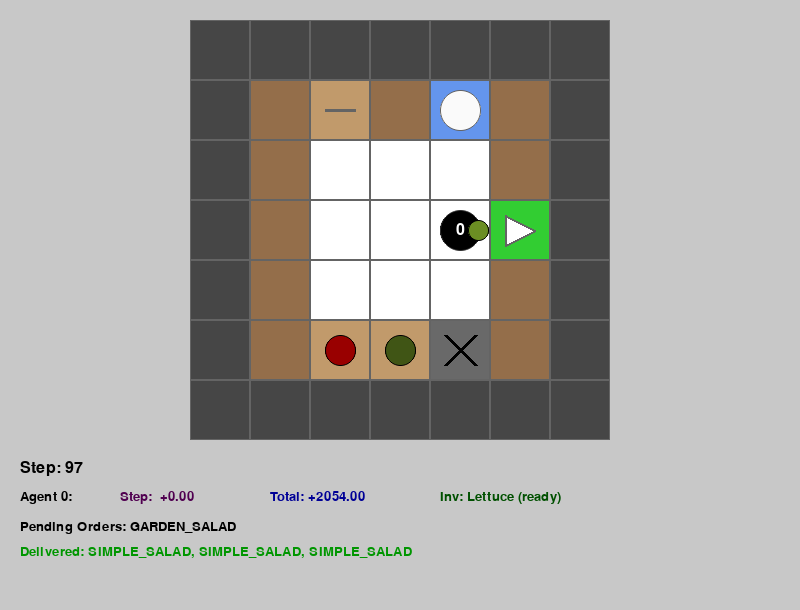 0
Step: 97
Agent 0: Step: +0.00 Total: +2054.00 Inv: Lettuce (ready)
Pending Orders: GARDEN_SALAD
Delivered: SIMPLE_SALAD, SIMPLE_SALAD, SIMPLE_SALAD